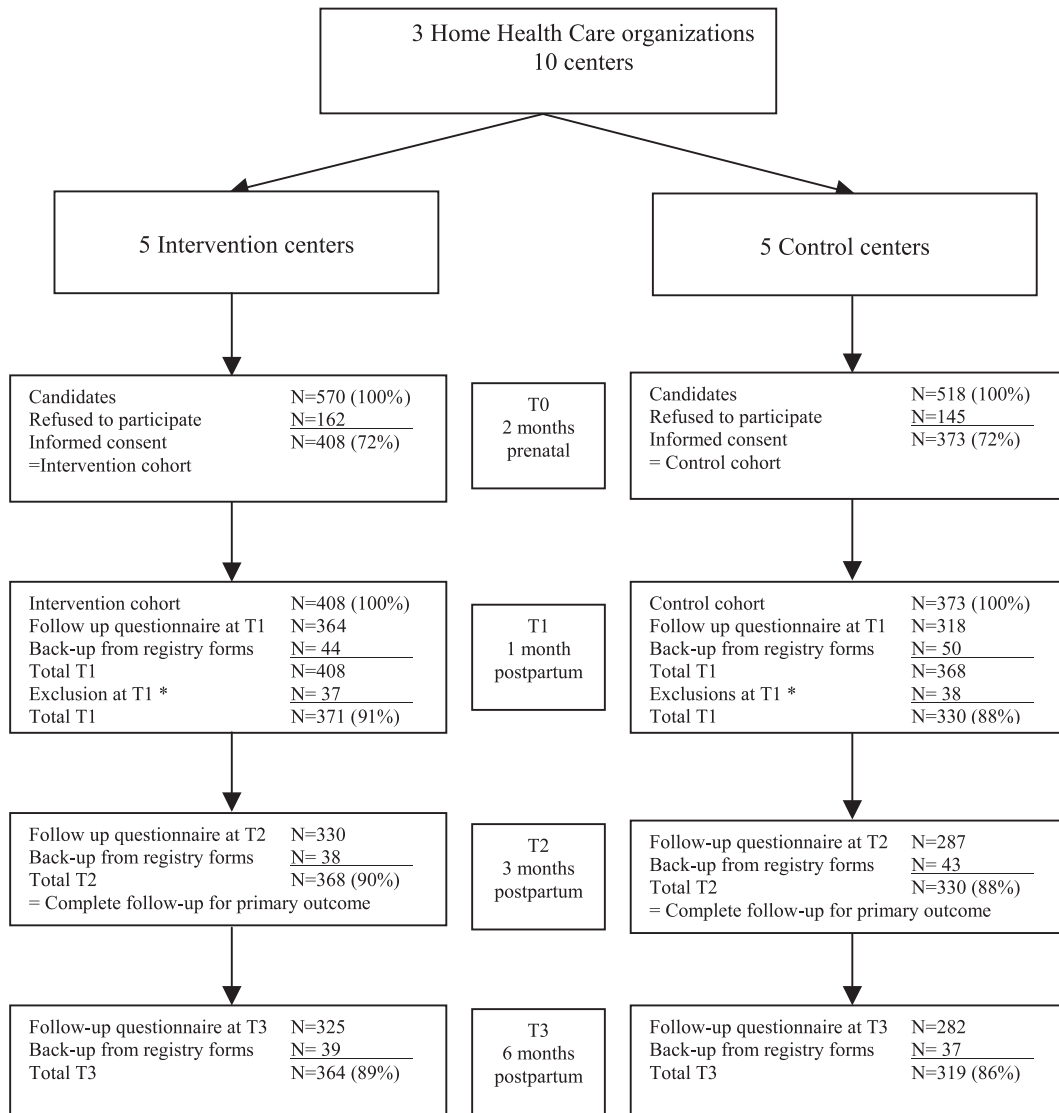 3 Home Health Care organizations
10 centers
5 Intervention centers
5 Control centers
Candidates N=570 (100%)
Refused to participate N=162
Informed consent N=408 (72%)
=Intervention cohort
T0
2 months
prenatal
Candidates N=518 (100%)
Refused to participate N=145
Informed consent N=373 (72%)
= Control cohort
Intervention cohort N=408 (100%)
Follow up questionnaire at T1 N=364
Back-up from registry forms N= 44
Total T1 N=408
Exclusion at T1 * N= 37
Total T1 N=371 (91%)
T1
1 month
postpartum
Control cohort N=373 (100%)
Follow up questionnaire at T1 N=318
Back-up from registry forms N= 50
Total T1 N=368
Exclusions at T1 * N= 38
Total T1 N=330 (88%)
Follow up questionnaire at T2 N=330
Back-up from registry forms N= 38
Total T2 N=368 (90%)
= Complete follow-up for primary outcome
T2
3 months
postpartum
Follow-up questionnaire at T2 N=287
Back-up from registry forms N= 43
Total T2 N=330 (88%)
= Complete follow-up for primary outcome
Follow-up questionnaire at T3 N=325
Back-up from registry forms N= 39
Total T3 N=364 (89%)
T3
6 months
postpartum
Follow-up questionnaire at T3 N=282
Back-up from registry forms N= 37
Total T3 N=319 (86%)